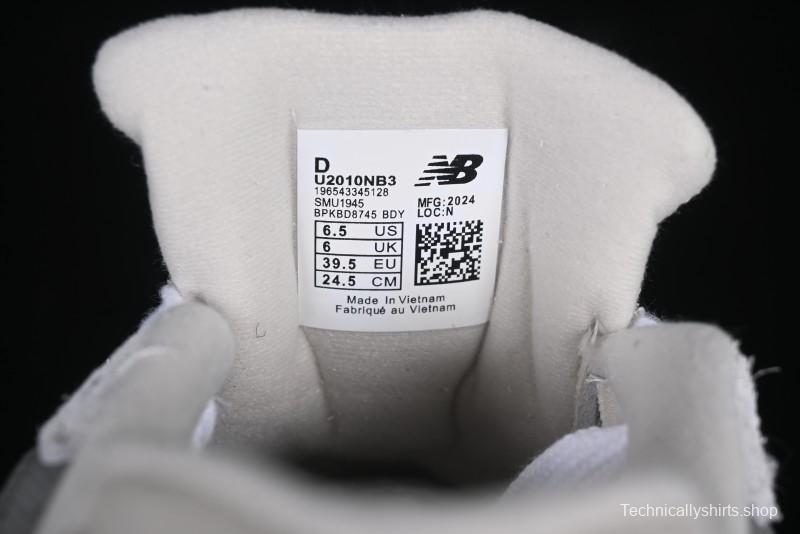 D
U2010NB3
196543345128
SMU1945
BPKBD8745 BDY
NB
MFG:2024
LOC:N
6.5 US
6 UK
39.5 EU
24.5 CM
Made In Vietnam
Fabriqué au Vietnam
Technicallyshirts.shop